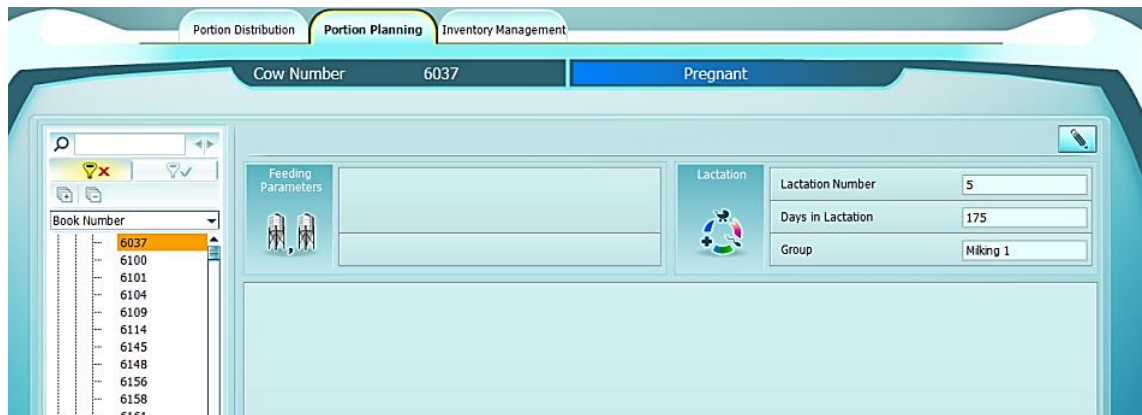 Portion Distribution Portion Planning Inventory Management
Cow Number 6037 Pregnant
Book Number
6037
6100
6101
6104
6109
6114
6145
6148
6156
6158
Feeding
Parameters
Lactation
Lactation Number 5
Days in Lactation 175
Group Milking 1